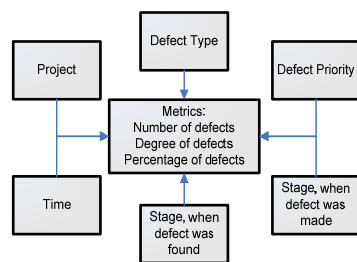 Defect Type
Project
Defect Priority
Metrics:
Number of defects
Degree of defects
Percentage of defects
Time
Stage, when
defect was
found
Stage, when
defect was
made